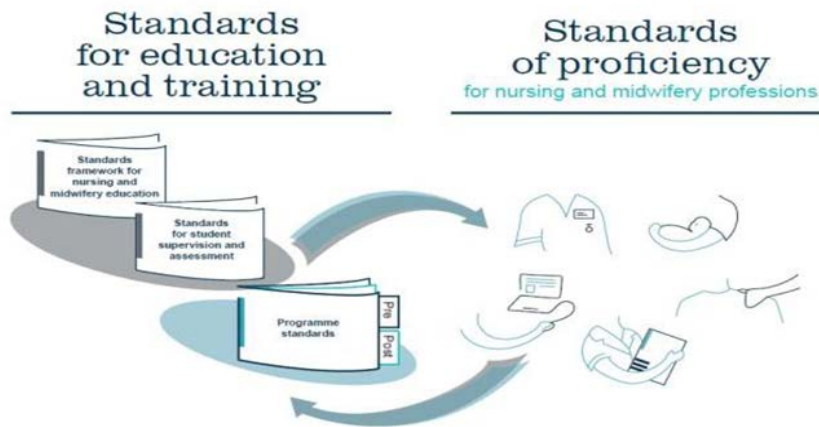 Standards
for education
and training
Standards
of proficiency
for nursing and midwifery professions
Standards
framework for
nursing and
midwifery education
Standards
for student
supervision and
assessment
Programme
standards
Pre
Post